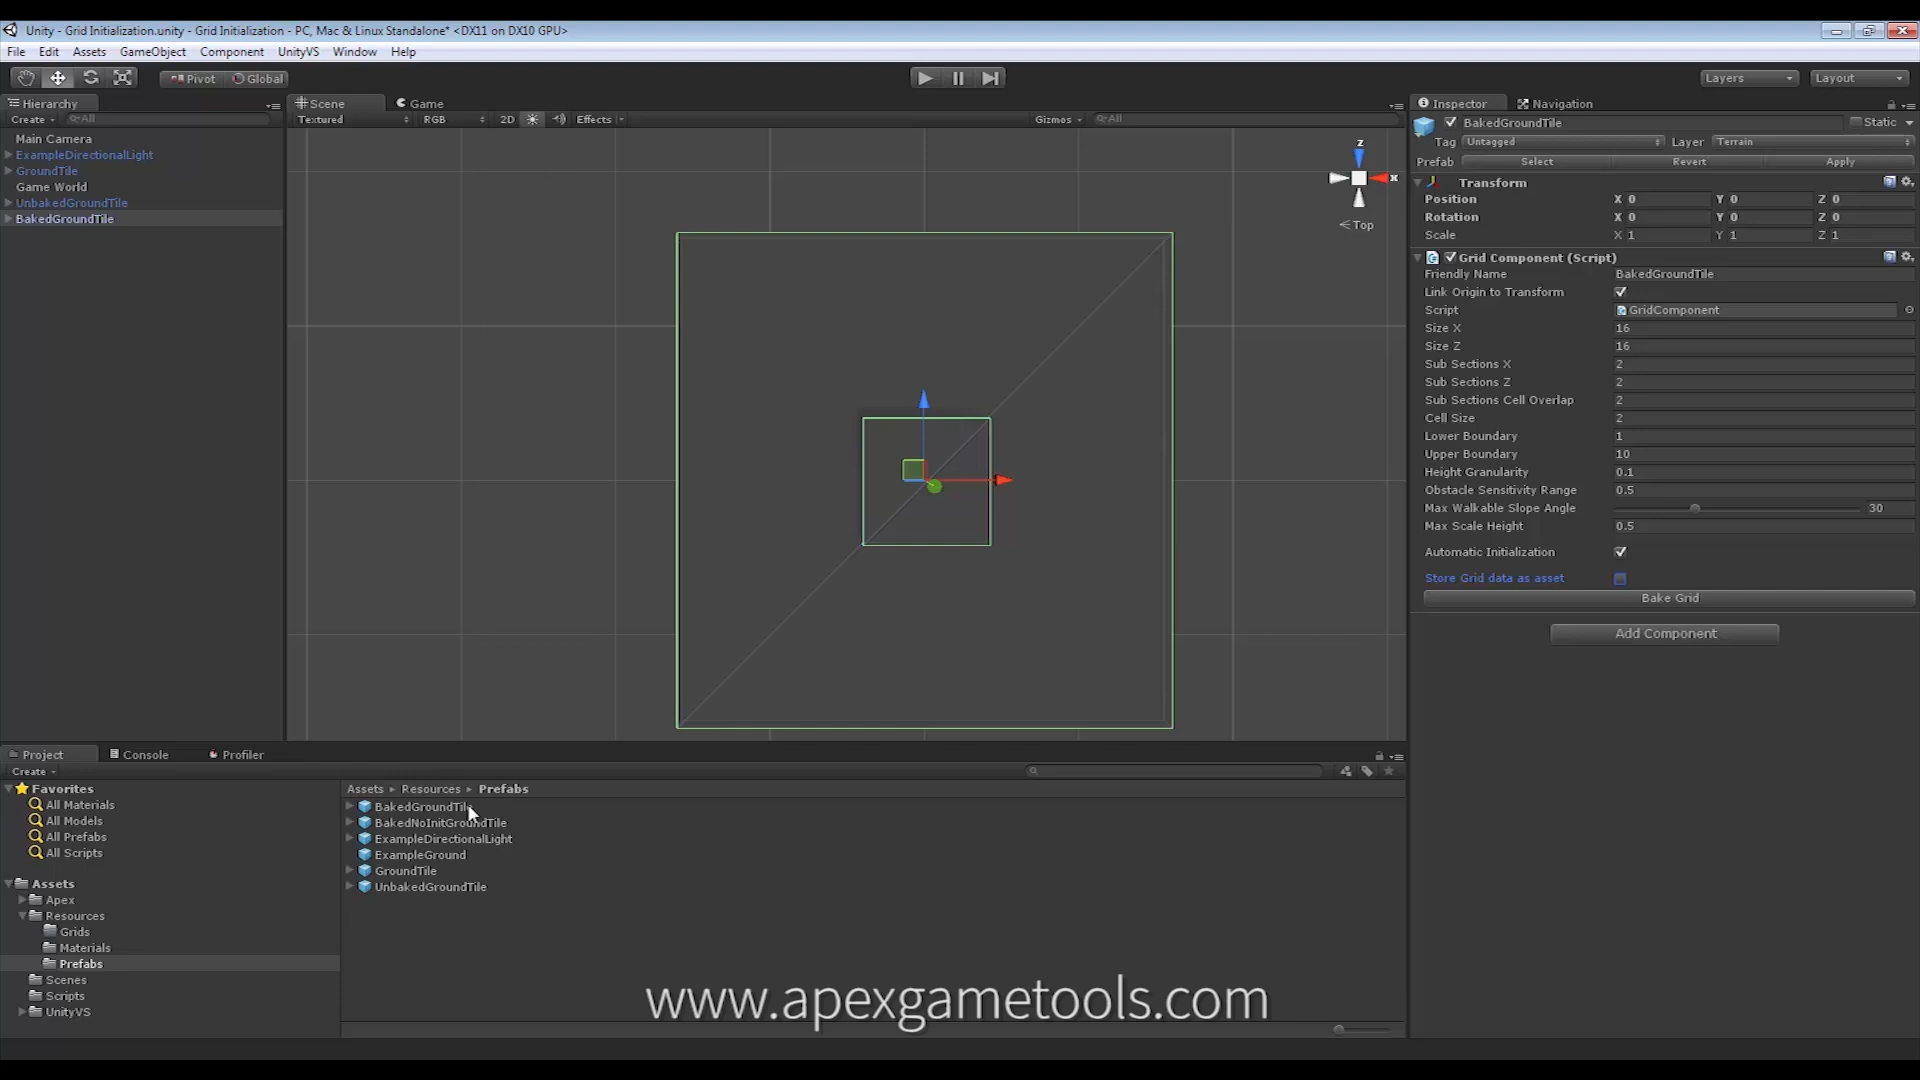 Unity - Grid Initialization.unity - Grid Initialization - PC, Mac & Linux Standalone* <DX11 on DX10 GPU>
File Edit Assets GameObject Component UnityVS Window Help
Pivot Global Layers Layout
Hierarchy
Create All
Main Camera
ExampleDirectionalLight
GroundTile
Game World
UnbakedGroundTile
BakedGroundTile
Scene Game
Textured RGB 2D Effects Gizmos All
z
x
Top
Inspector Navigation
BakedGroundTile Static
Tag Untagged Layer Terrain
Prefab Select Revert Apply
Transform
Position X 0 Y 0 Z 0
Rotation X 0 Y 0 Z 0
Scale X 1 Y 1 Z 1
Grid Component (Script)
Friendly Name BakedGroundTile
Link Origin to Transform
Script GridComponent
Size X 16
Size Z 16
Sub Sections X 2
Sub Sections Z 2
Sub Sections Cell Overlap 2
Cell Size 2
Lower Boundary 1
Upper Boundary 10
Height Granularity 0.1
Obstacle Sensitivity Range 0.5
Max Walkable Slope Angle 30
Max Scale Height 0.5
Automatic Initialization
Store Grid data as asset
Bake Grid
Add Component
Project Console Profiler
Create
Favorites
All Materials
All Models
All Prefabs
All Scripts
Assets
Apex
Resources
Grids
Materials
Prefabs
Scenes
Scripts
UnityVS
Assets Resources Prefabs
BakedGroundTile
BakedNoInitGroundTile
ExampleDirectionalLight
ExampleGround
GroundTile
UnbakedGroundTile
www.apexgametools.com